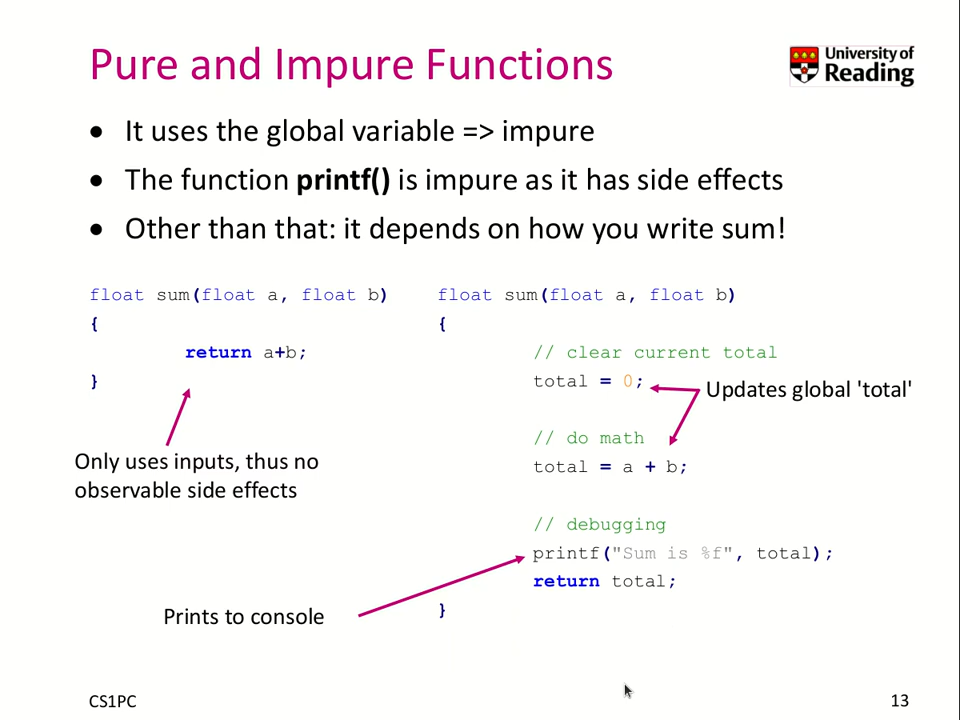 Pure and Impure Functions
University of
Reading
• It uses the global variable => impure
• The function printf() is impure as it has side effects
• Other than that: it depends on how you write sum!
float sum(float a, float b)
{
return a+b;
}
Only uses inputs, thus no
observable side effects
float sum(float a, float b)
{
// clear current total
total = 0;
Updates global 'total'
// do math
total = a + b;
// debugging
printf("Sum is %f", total);
return total;
}
Prints to console
CS1PC
13